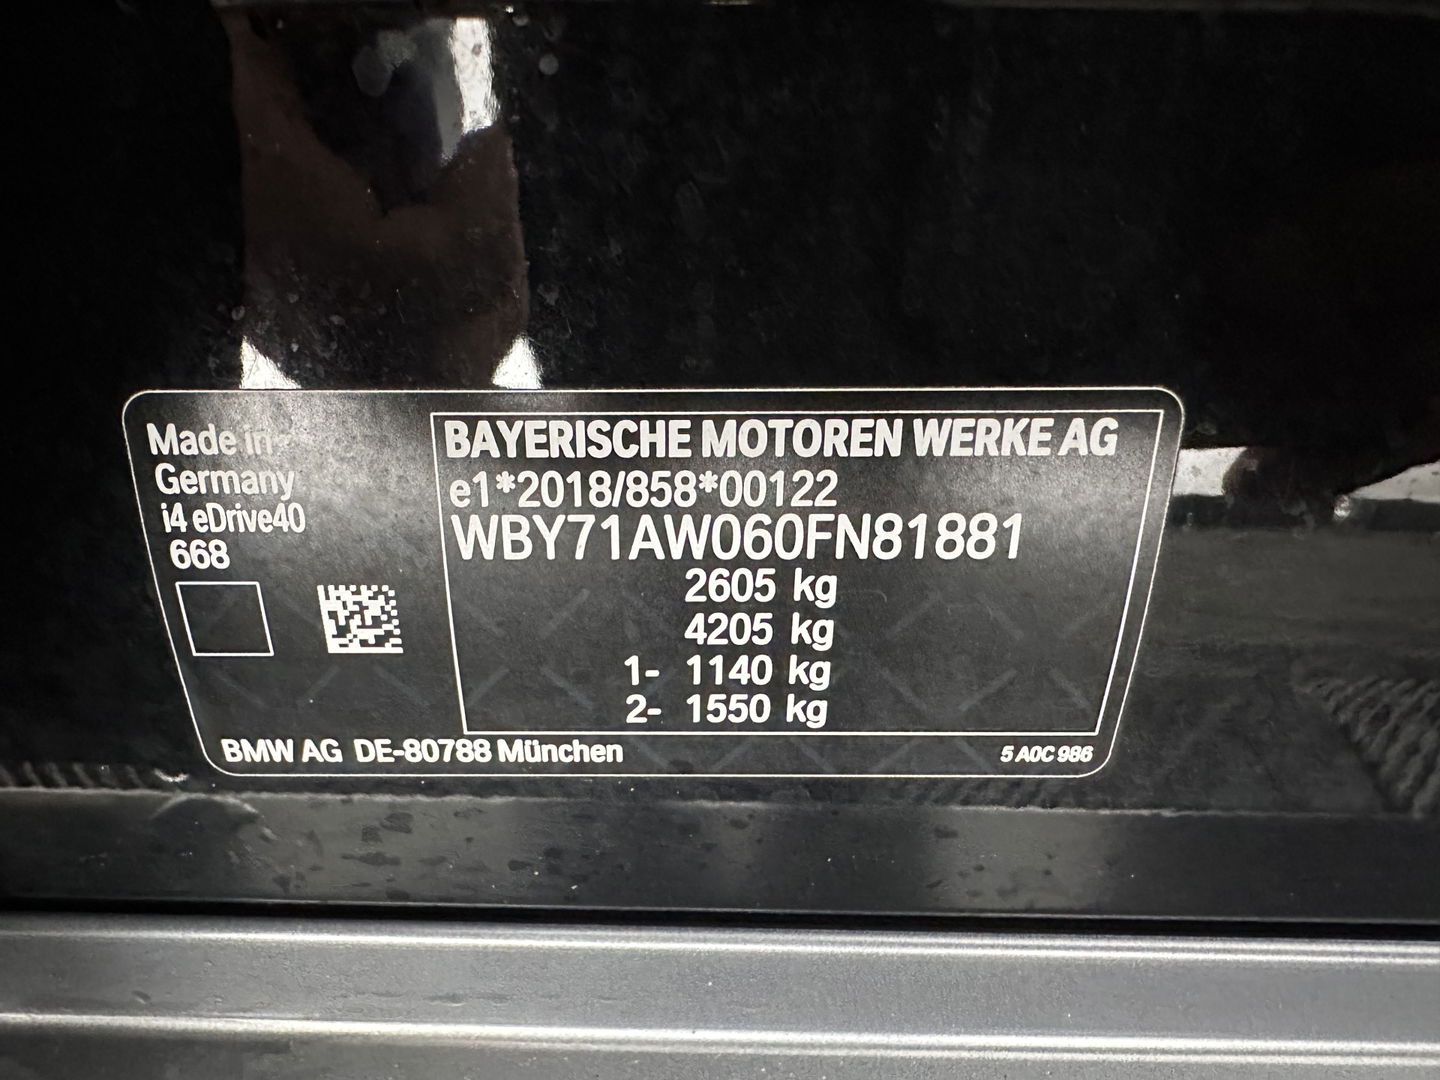 Made in
Germany
i4 eDrive40
668
BAYERISCHE MOTOREN WERKE AG
e1*2018/858*00122
WBY71AW060FN81881
2605 kg
4205 kg
1- 1140 kg
2- 1550 kg
BMW AG DE-80788 München
5 A0C 986